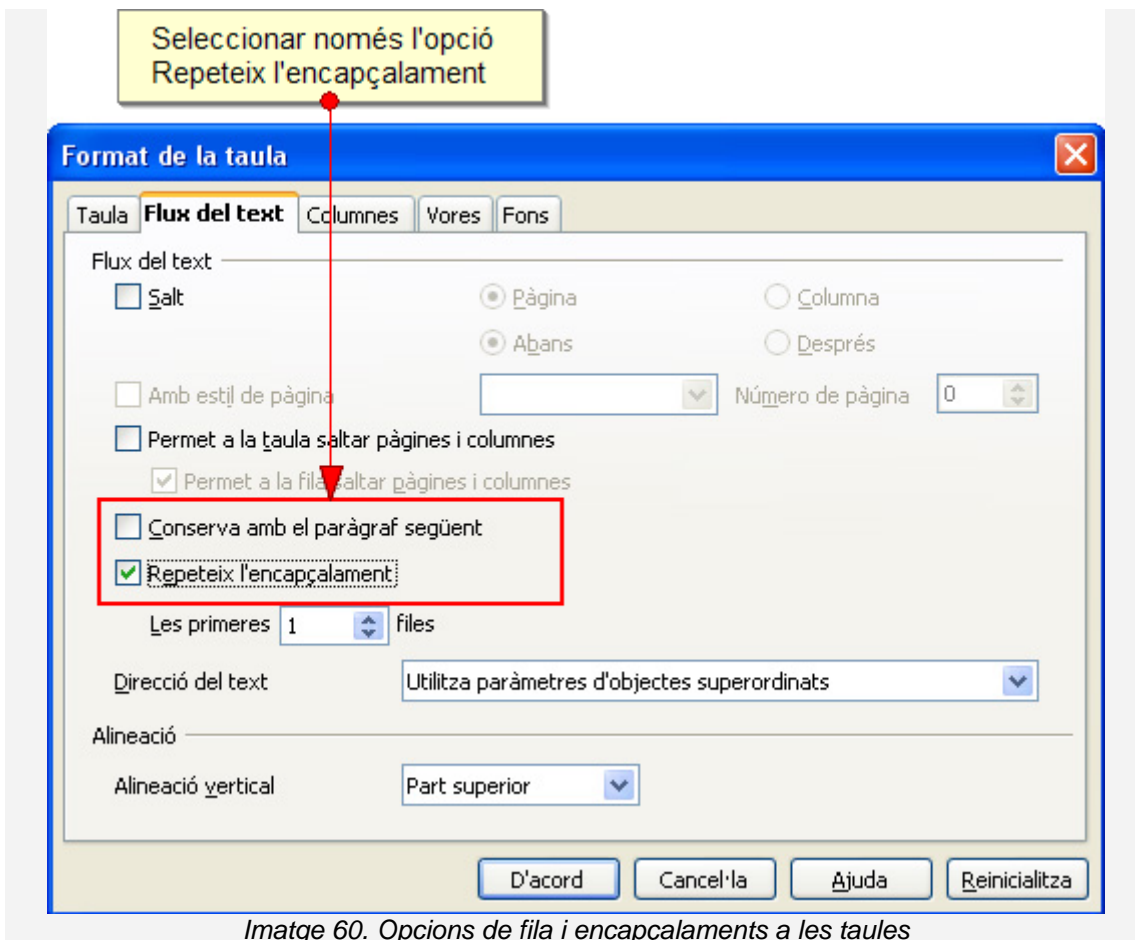 Seleccionar només l'opció
Repeteix l'encapçalament
Format de la taula
Taula Flux del text Columnes Vores Fons
Flux del text
Salt Pàgina Columna
Abans Després
Amb estil de pàgina Número de pàgina 0
Permet a la taula saltar pàgines i columnes
Permet a la fila saltar pàgines i columnes
Conserva amb el paràgraf següent
Repeteix l'encapçalament
Les primeres 1 files
Direcció del text Utilitza paràmetres d'objectes superordinats
Alineació
Alineació vertical Part superior
D'acord Cancel·la Ajuda Reinicialitza
Imatge 60. Opcions de fila i encapçalaments a les taules